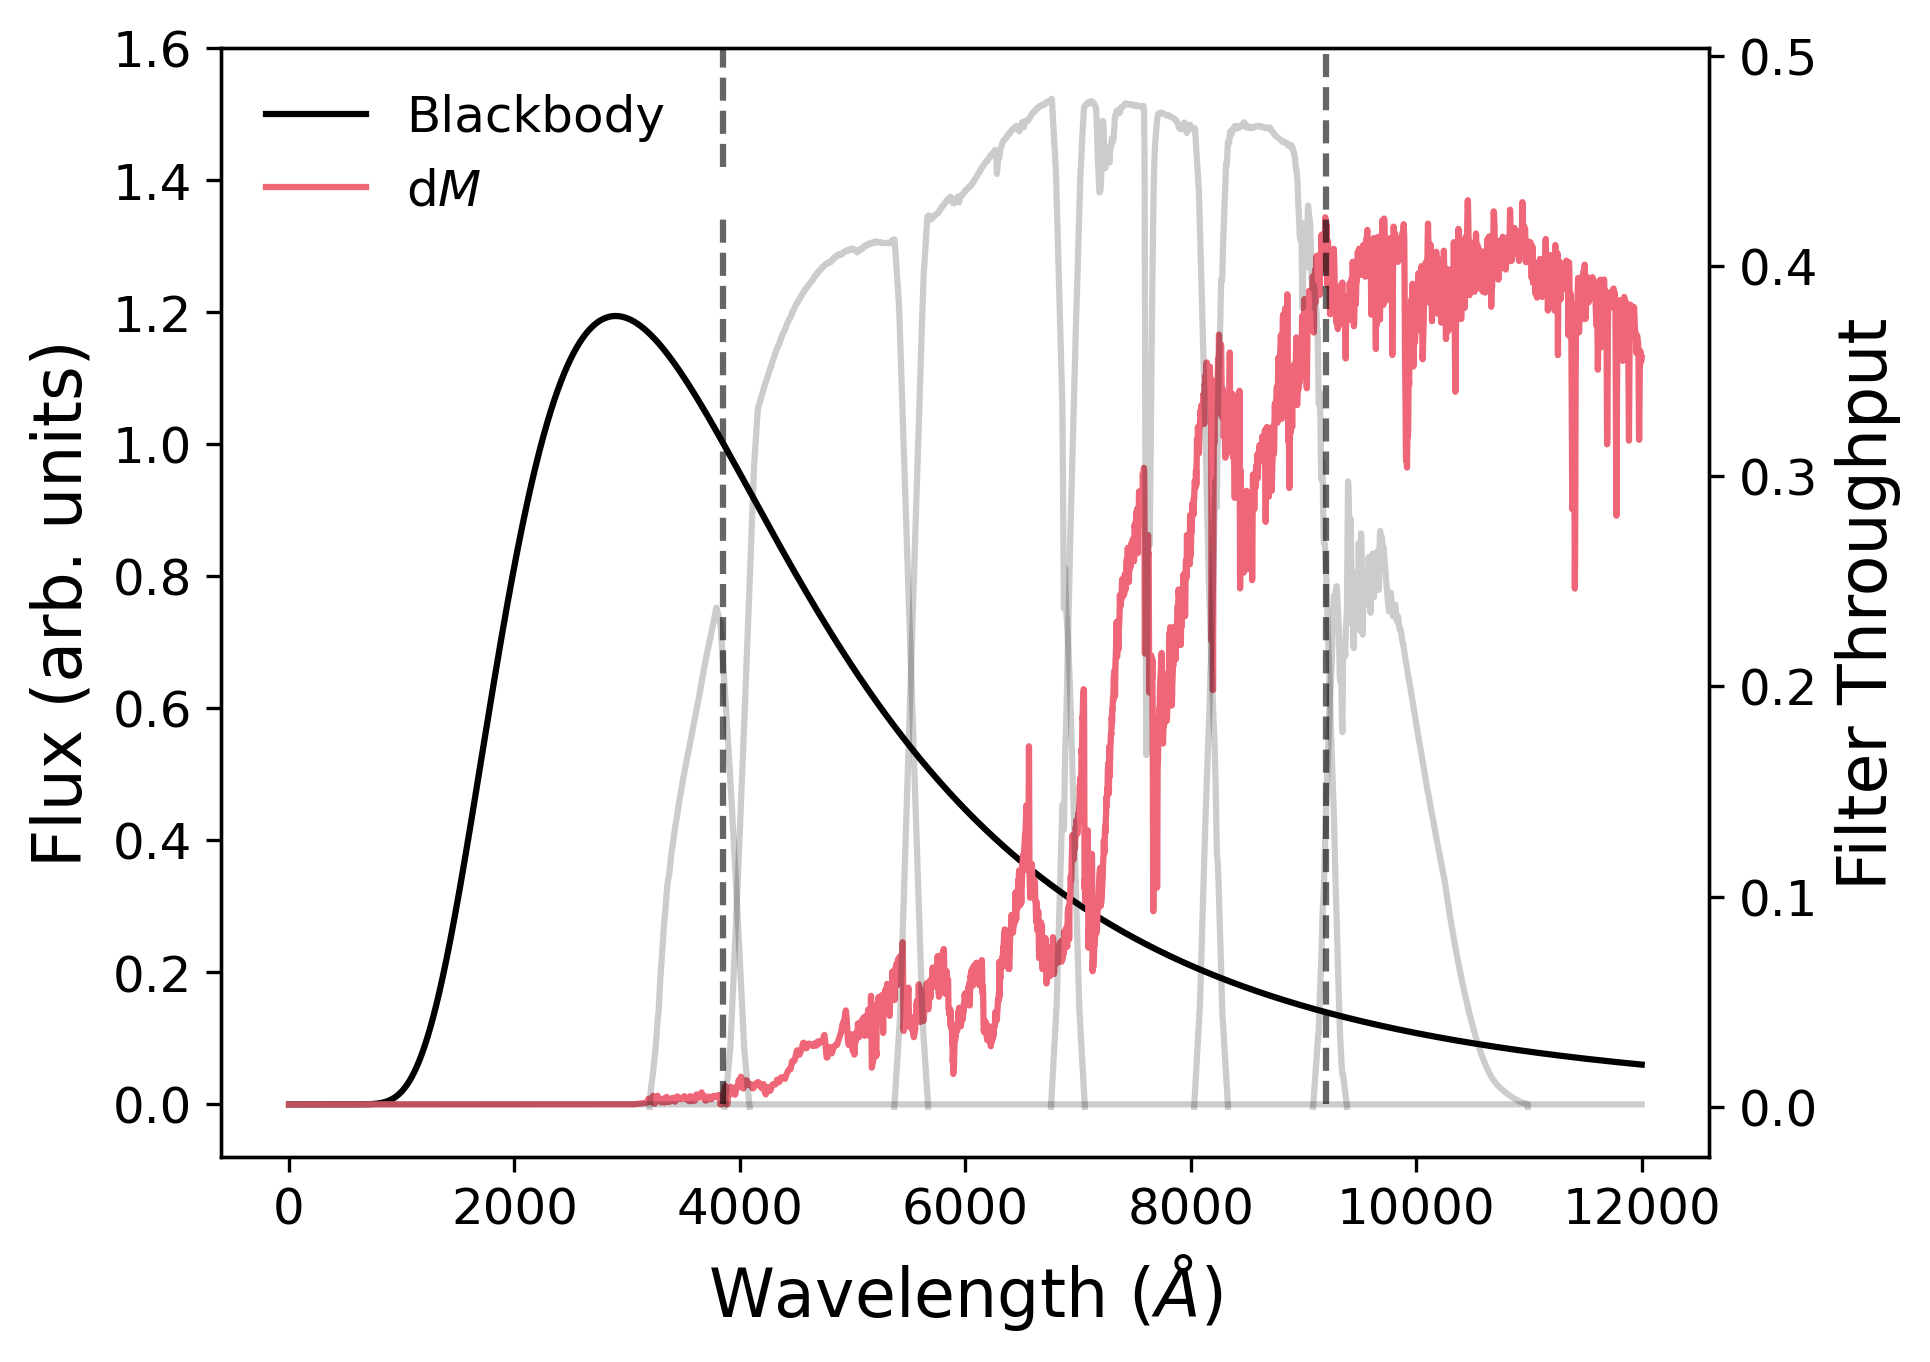 Blackbody
dM
Flux (arb. units)
1.6
1.4
1.2
1.0
0.8
0.6
0.4
0.2
0.0
Filter Throughput
0.5
0.4
0.3
0.2
0.1
0.0
0 2000 4000 6000 8000 10000 12000
Wavelength (Å)